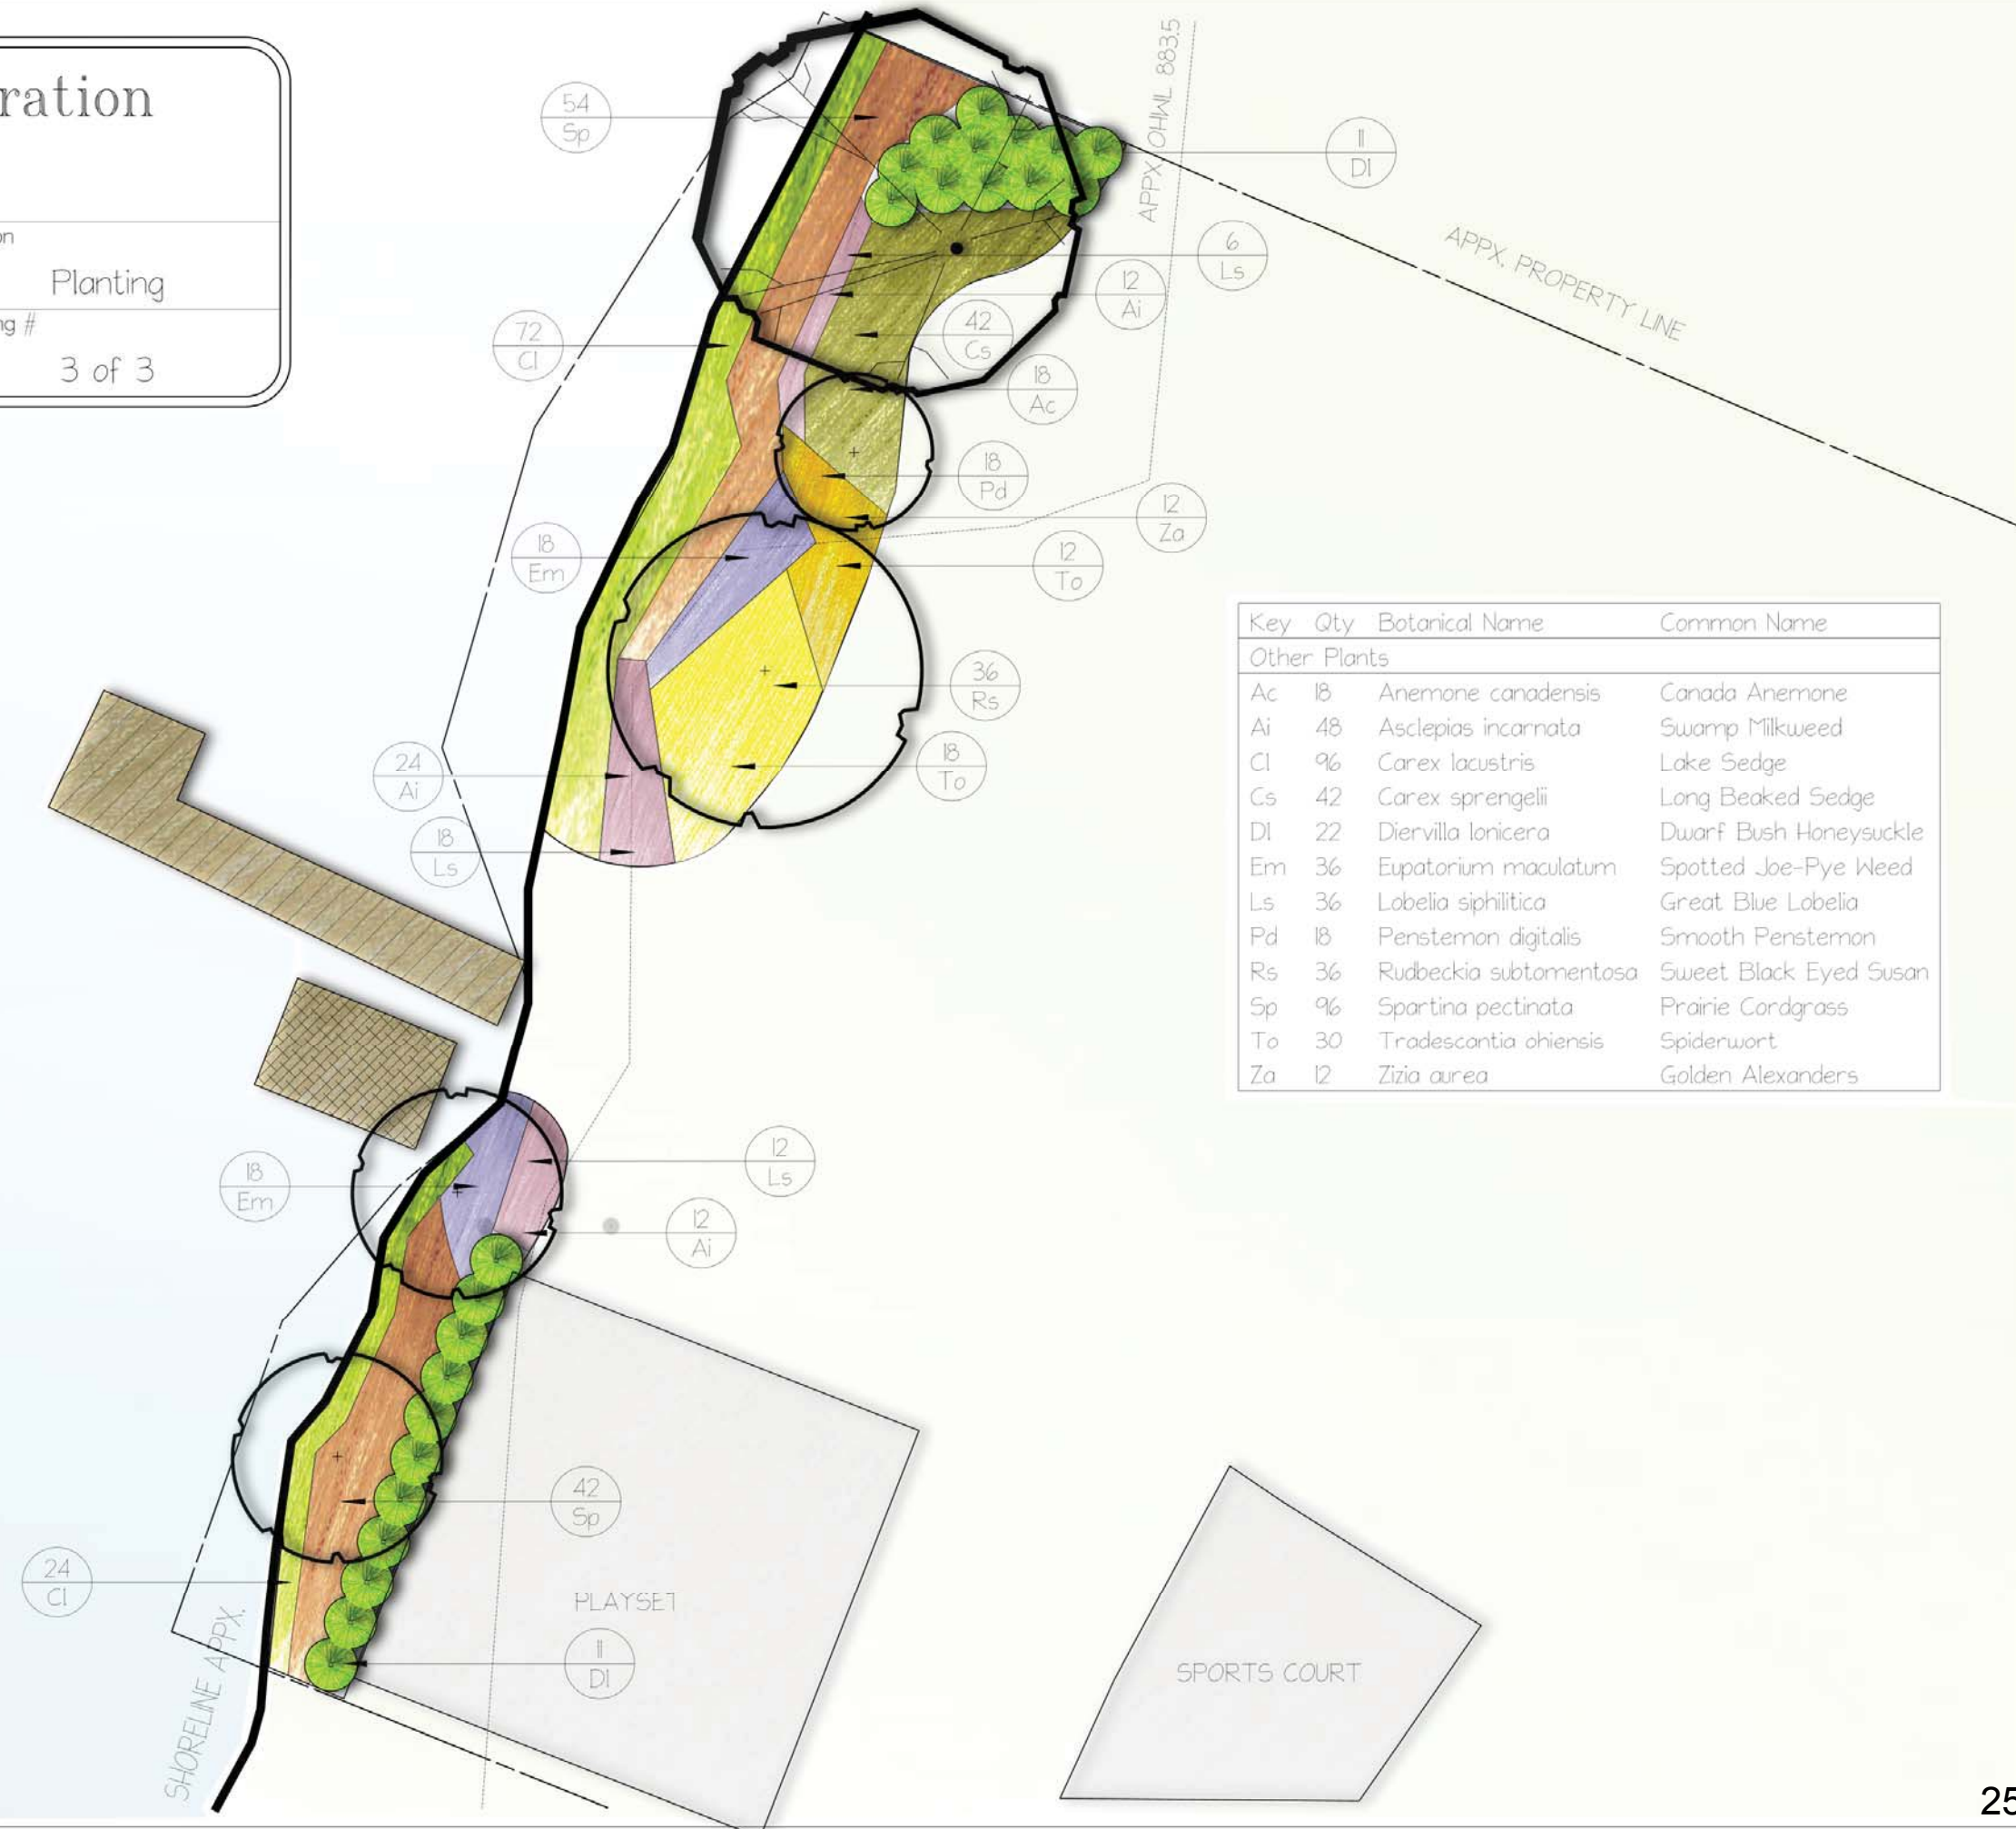 ration
on
Planting
ng #
3 of 3
54
Sp
11
Dl
APPX. OHWL 883.5
6
Ls
12
Ai
APPX. PROPERTY LINE
72
Cl
42
Cs
18
Ac
18
Pd
12
Za
18
Em
12
To
36
Rs
18
To
24
Ai
18
Ls
Key Qty Botanical Name Common Name
Other Plants
Ac 18 Anemone canadensis Canada Anemone
Ai 48 Asclepias incarnata Swamp Milkweed
Cl 96 Carex lacustris Lake Sedge
Cs 42 Carex sprengelii Long Beaked Sedge
Dl 22 Diervilla lonicera Dwarf Bush Honeysuckle
Em 36 Eupatorium maculatum Spotted Joe-Pye Weed
Ls 36 Lobelia siphilitica Great Blue Lobelia
Pd 18 Penstemon digitalis Smooth Penstemon
Rs 36 Rudbeckia subtomentosa Sweet Black Eyed Susan
Sp 96 Spartina pectinata Prairie Cordgrass
To 30 Tradescantia ohiensis Spiderwort
Za 12 Zizia aurea Golden Alexanders
12
Ls
18
Em
12
Ai
42
Sp
24
Cl
PLAYSET
11
Dl
SHORELINE APPX.
SPORTS COURT
25